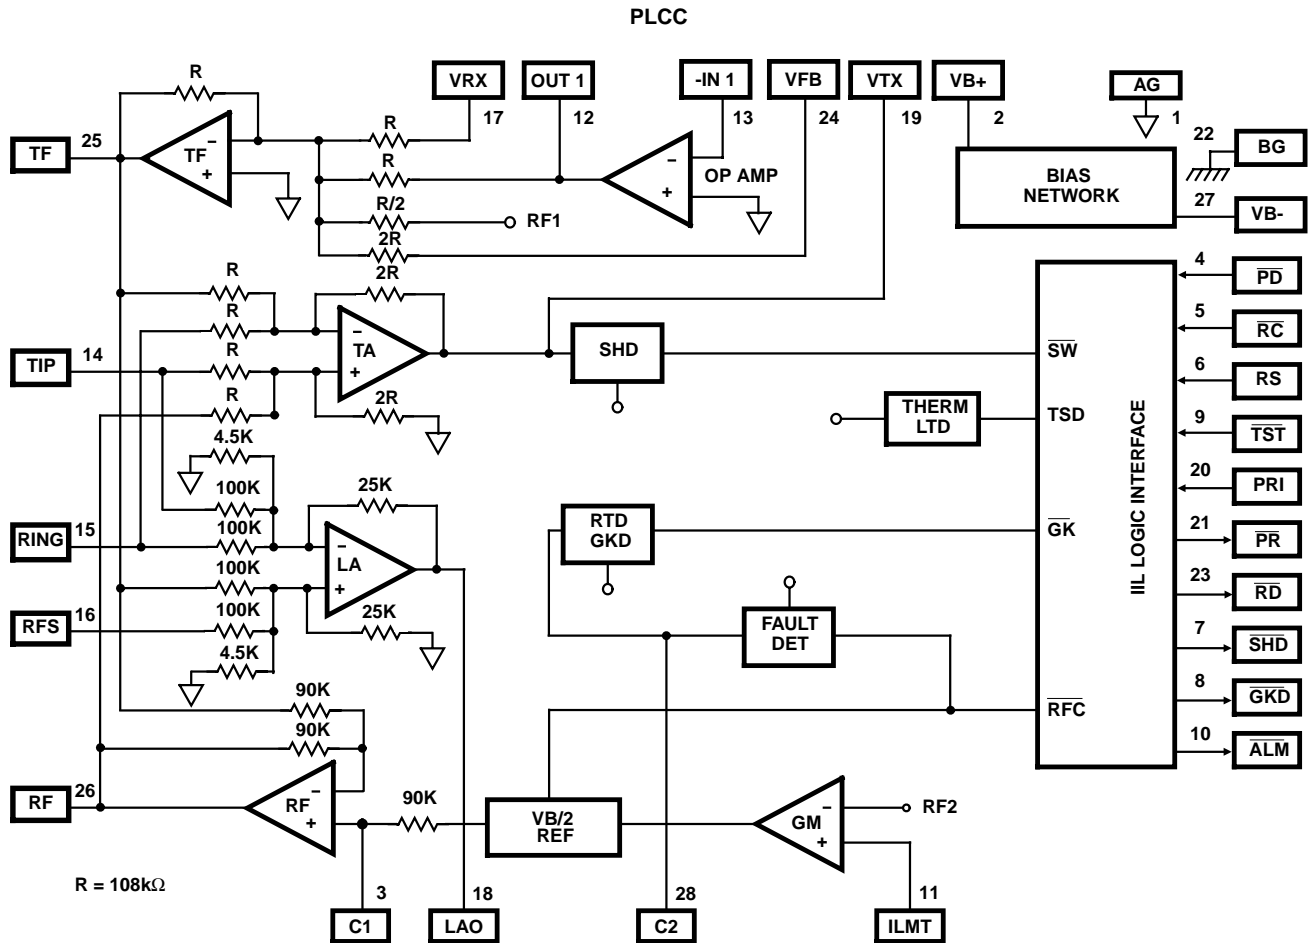 PLCC
R
VRX
OUT 1
-IN 1
VFB
VTX
VB+
AG
17
12
13
24
19
2
1
TF
25
TF
-
+
R
R
R/2
RF1
2R
-
+
OP AMP
BIAS
NETWORK
22
BG
27
VB-
R
2R
R
TIP
14
R
-
TA
+
SHD
R
2R
4.5K
THERM
LTD
SW
TSD
GK
RFC
IIL LOGIC INTERFACE
4
PD
5
RC
6
RS
9
TST
20
PRI
21
PR
23
RD
7
SHD
8
GKD
10
ALM
100K
25K
RING
15
100K
-
LA
+
RTD
GKD
100K
RFS
16
100K
25K
FAULT
DET
4.5K
90K
90K
RF
26
-
RF
+
90K
VB/2
REF
-
GM
+
RF2
R = 108kΩ
3
18
28
11
C1
LAO
C2
ILMT